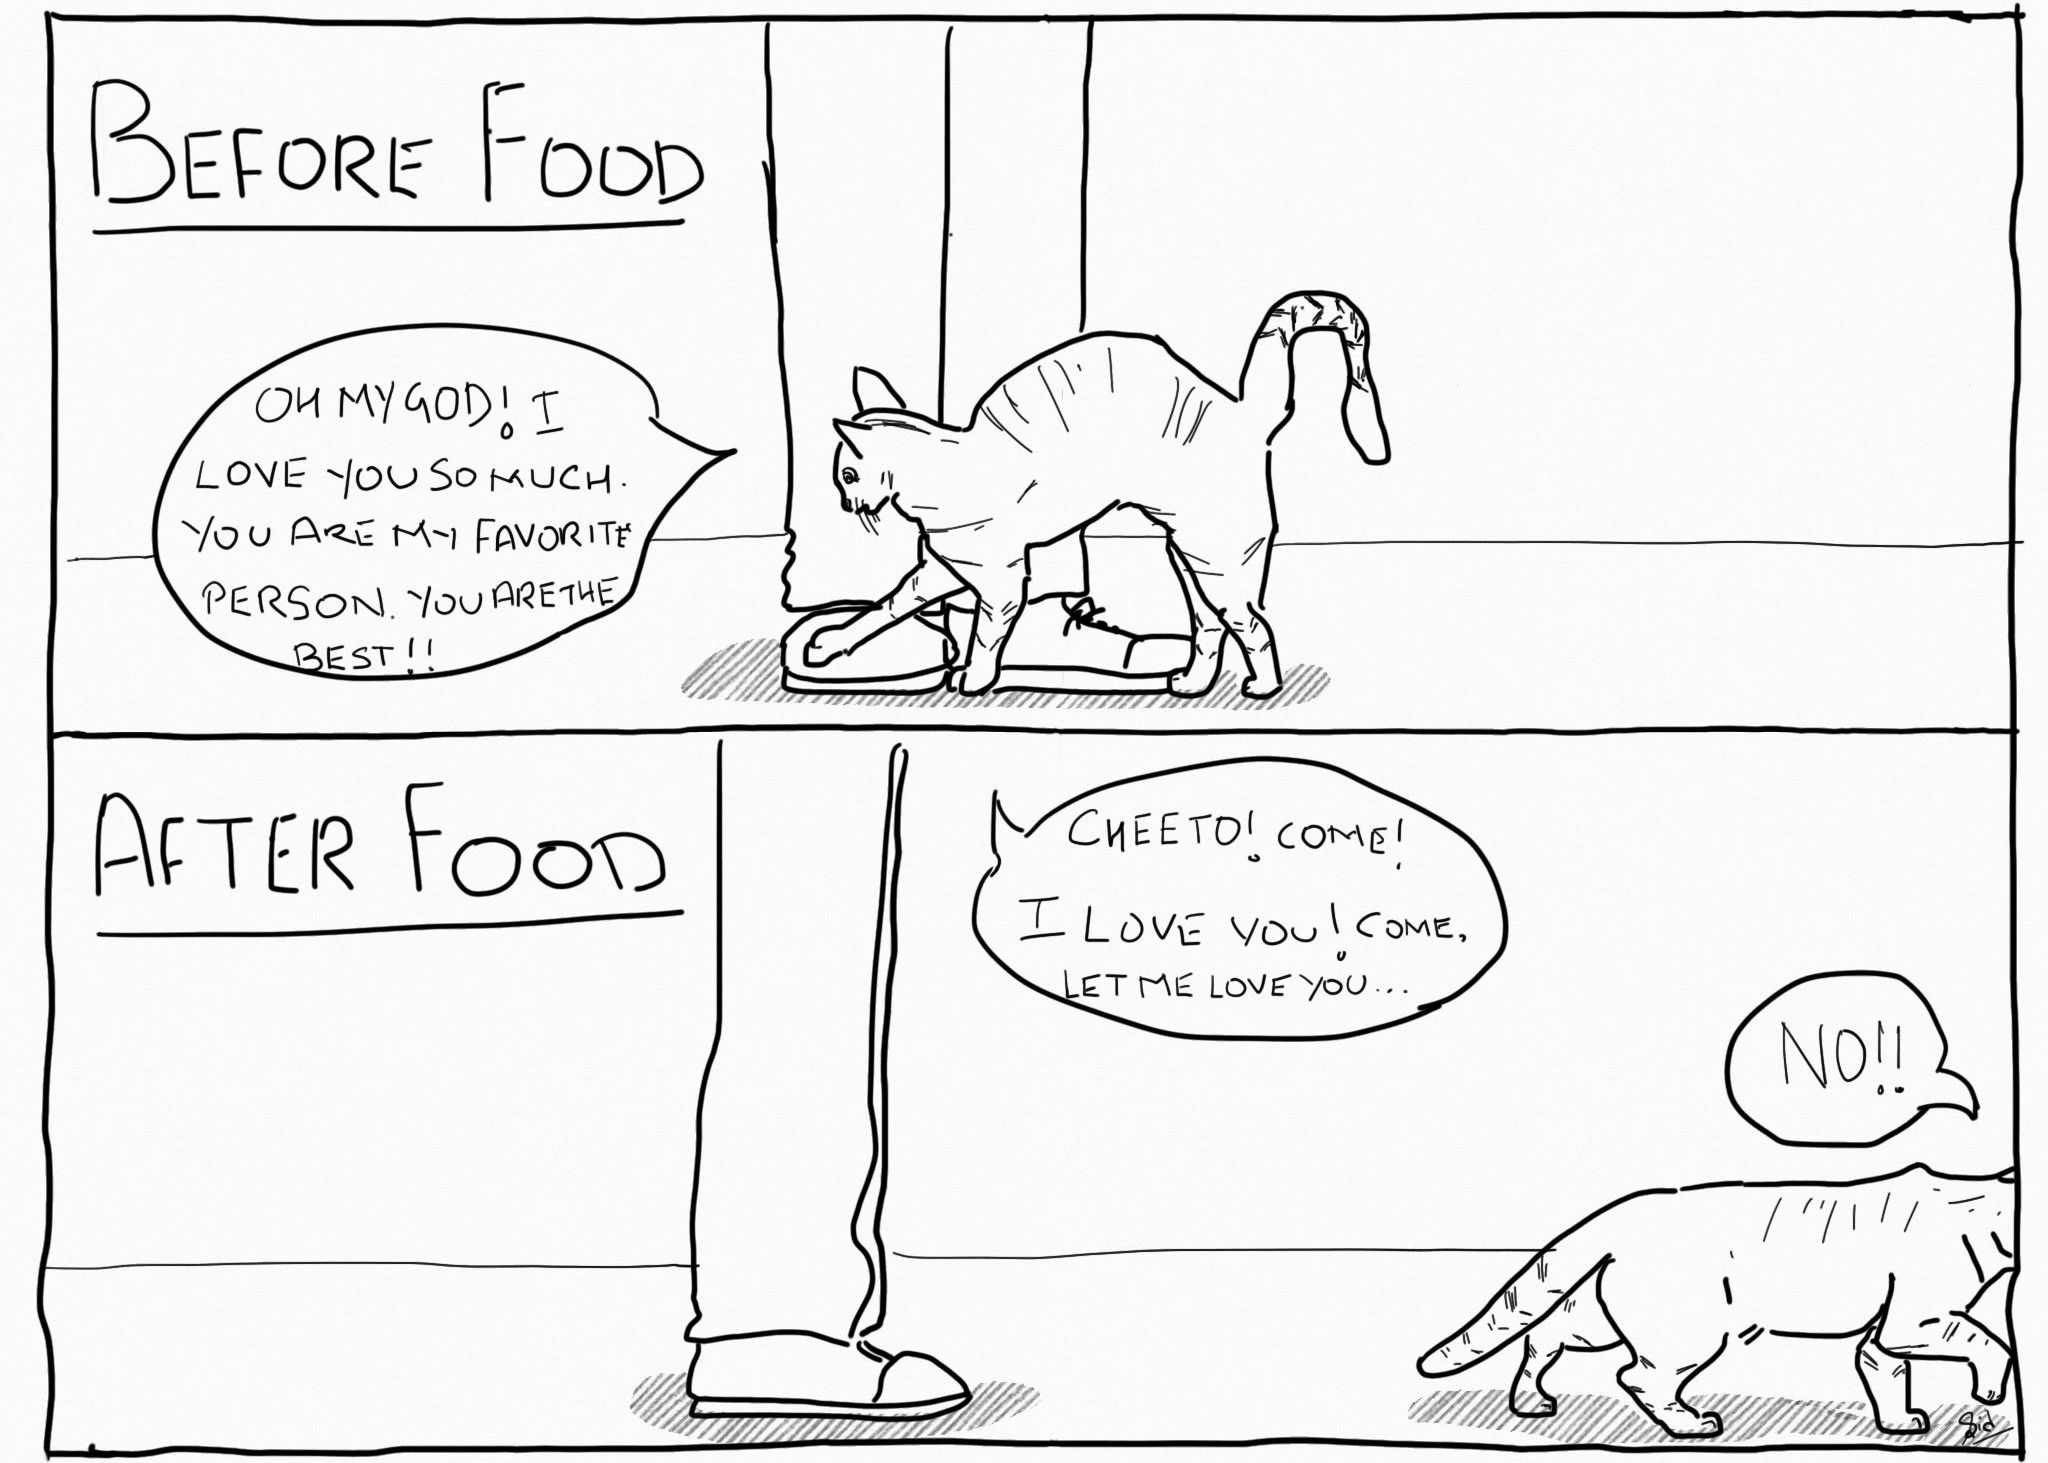 BEFORE FOOD
OH MY GOD! I
LOVE YOU SO MUCH.
YOU ARE MY FAVORITE
PERSON. YOU ARE THE
BEST!!
AFTER FOOD
CHEETO! COME!
I LOVE YOU! COME,
LET ME LOVE YOU...
NO!!
Sid